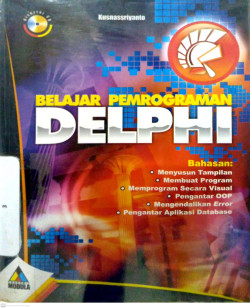 Kusnassriyanto
BELAJAR PEMROGRAMAN
DELPHI
Bahasan:
• Menyusun Tampilan
• Membuat Program
• Memprogram Secara Visual
• Pengantar OOP
• Mengendalikan Error
• Pengantar Aplikasi Database
MODULA